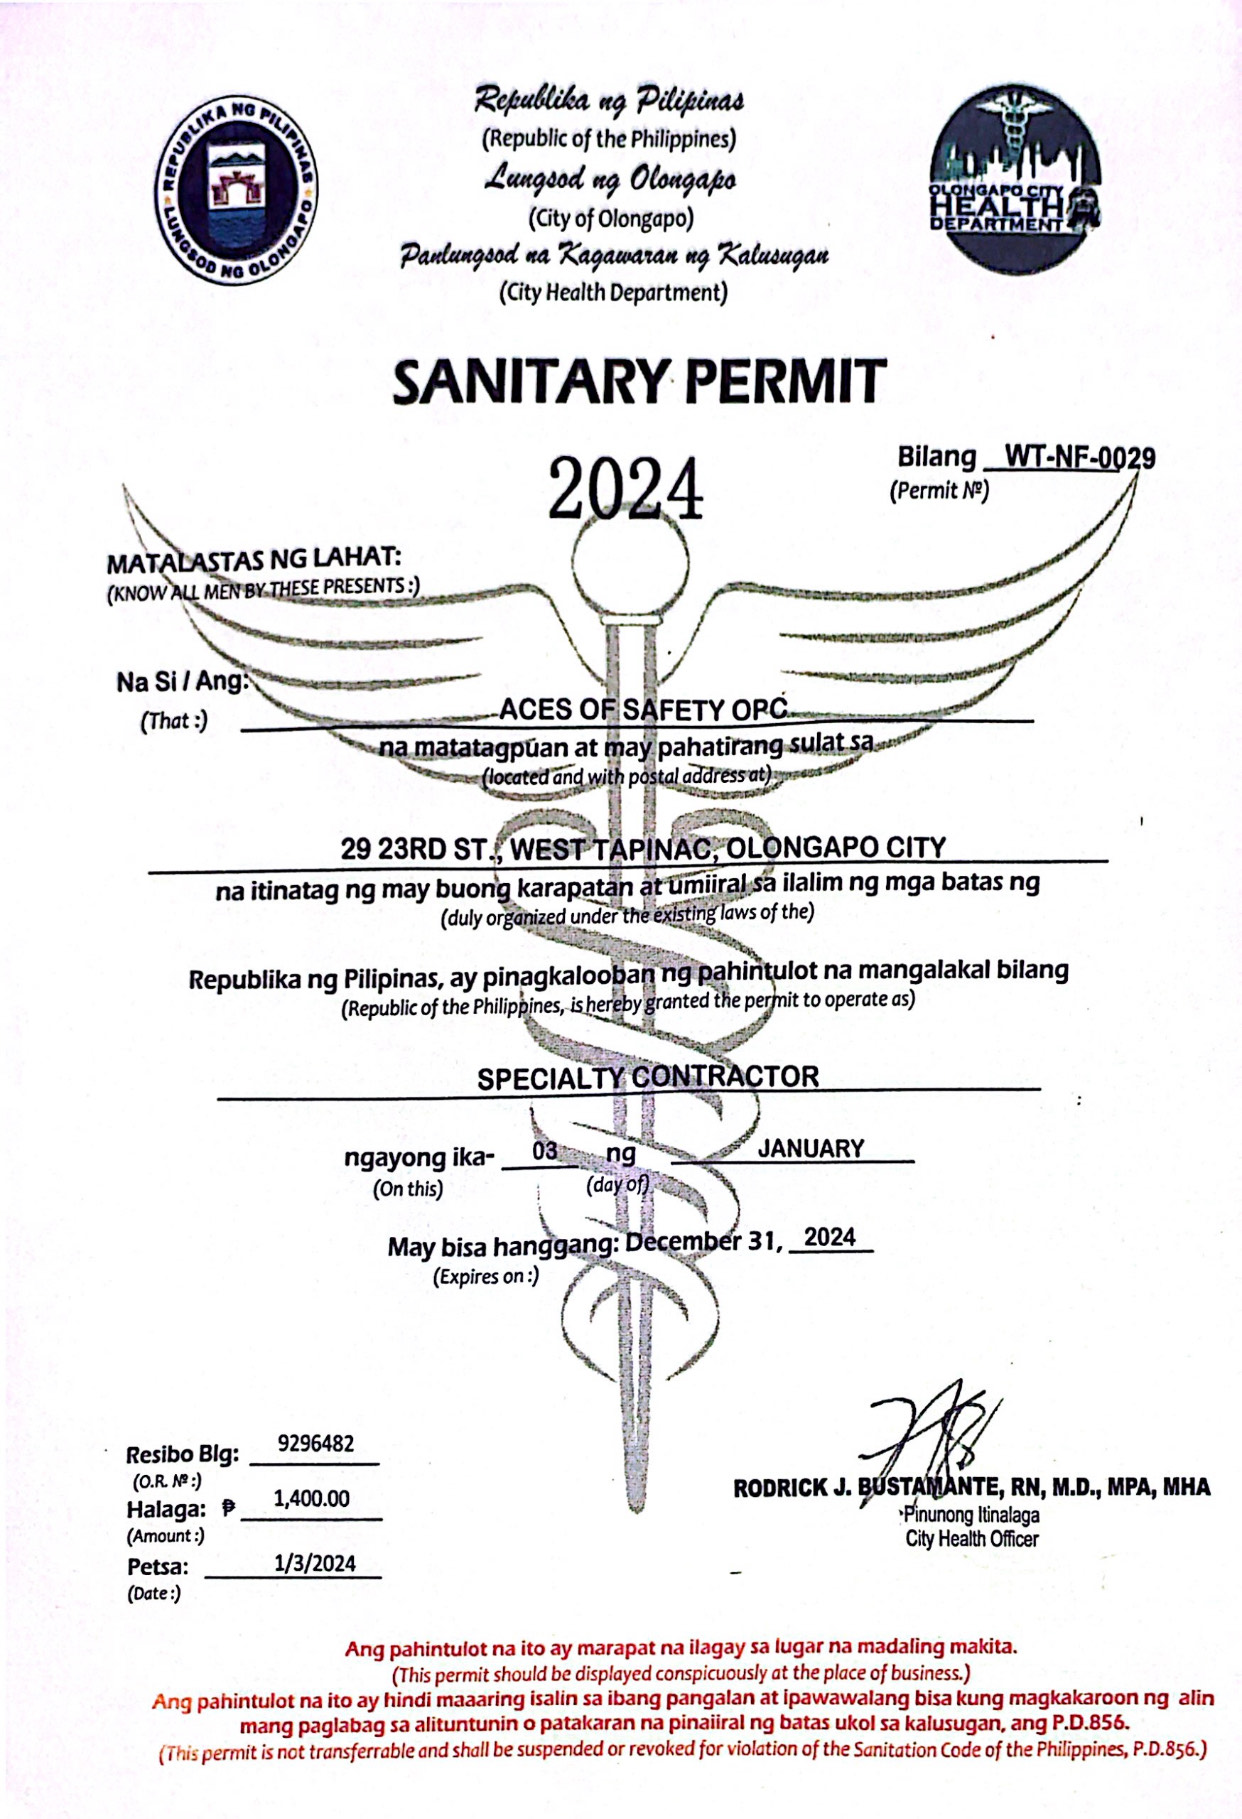 REPUBLIKA NG PILIPINAS
LUNGSOD NG OLONGAPO
Republika ng Pilipinas
(Republic of the Philippines)
Lungsod ng Olongapo
(City of Olongapo)
Panlungsod na Kagawaran ng Kalusugan
(City Health Department)
OLONGAPO CITY
HEALTH
DEPARTMENT
SANITARY PERMIT
2024
Bilang WT-NF-0029
(Permit Nº)
MATALASTAS NG LAHAT:
(KNOW ALL MEN BY THESE PRESENTS:)
Na Si / Ang:
(That :) ACES OF SAFETY OPC
na matatagpuan at may pahatirang sulat sa
(located and with postal address at)
29 23RD ST., WEST TAPINAC, OLONGAPO CITY
na itinatag ng may buong karapatan at umiiral sa ilalim ng mga batas ng
(duly organized under the existing laws of the)
Republika ng Pilipinas, ay pinagkalooban ng pahintulot na mangalakal bilang
(Republic of the Philippines, is hereby granted the permit to operate as)
SPECIALTY CONTRACTOR
ngayong ika- 03 ng JANUARY
(On this) (day of)
May bisa hanggang: December 31, 2024
(Expires on :)
Resibo Blg: 9296482
(O.R. Nº :)
Halaga: ₱ 1,400.00
(Amount :)
Petsa: 1/3/2024
(Date :)
RODRICK J. BUSTAMANTE, RN, M.D., MPA, MHA
Pinunong Itinalaga
City Health Officer
Ang pahintulot na ito ay marapat na ilagay sa lugar na madaling makita.
(This permit should be displayed conspicuously at the place of business.)
Ang pahintulot na ito ay hindi maaaring isalin sa ibang pangalan at ipawawalang bisa kung magkakaroon ng alin
mang paglabag sa alituntunin o patakaran na pinaiiral ng batas ukol sa kalusugan, ang P.D.856.
(This permit is not transferrable and shall be suspended or revoked for violation of the Sanitation Code of the Philippines, P.D.856.)